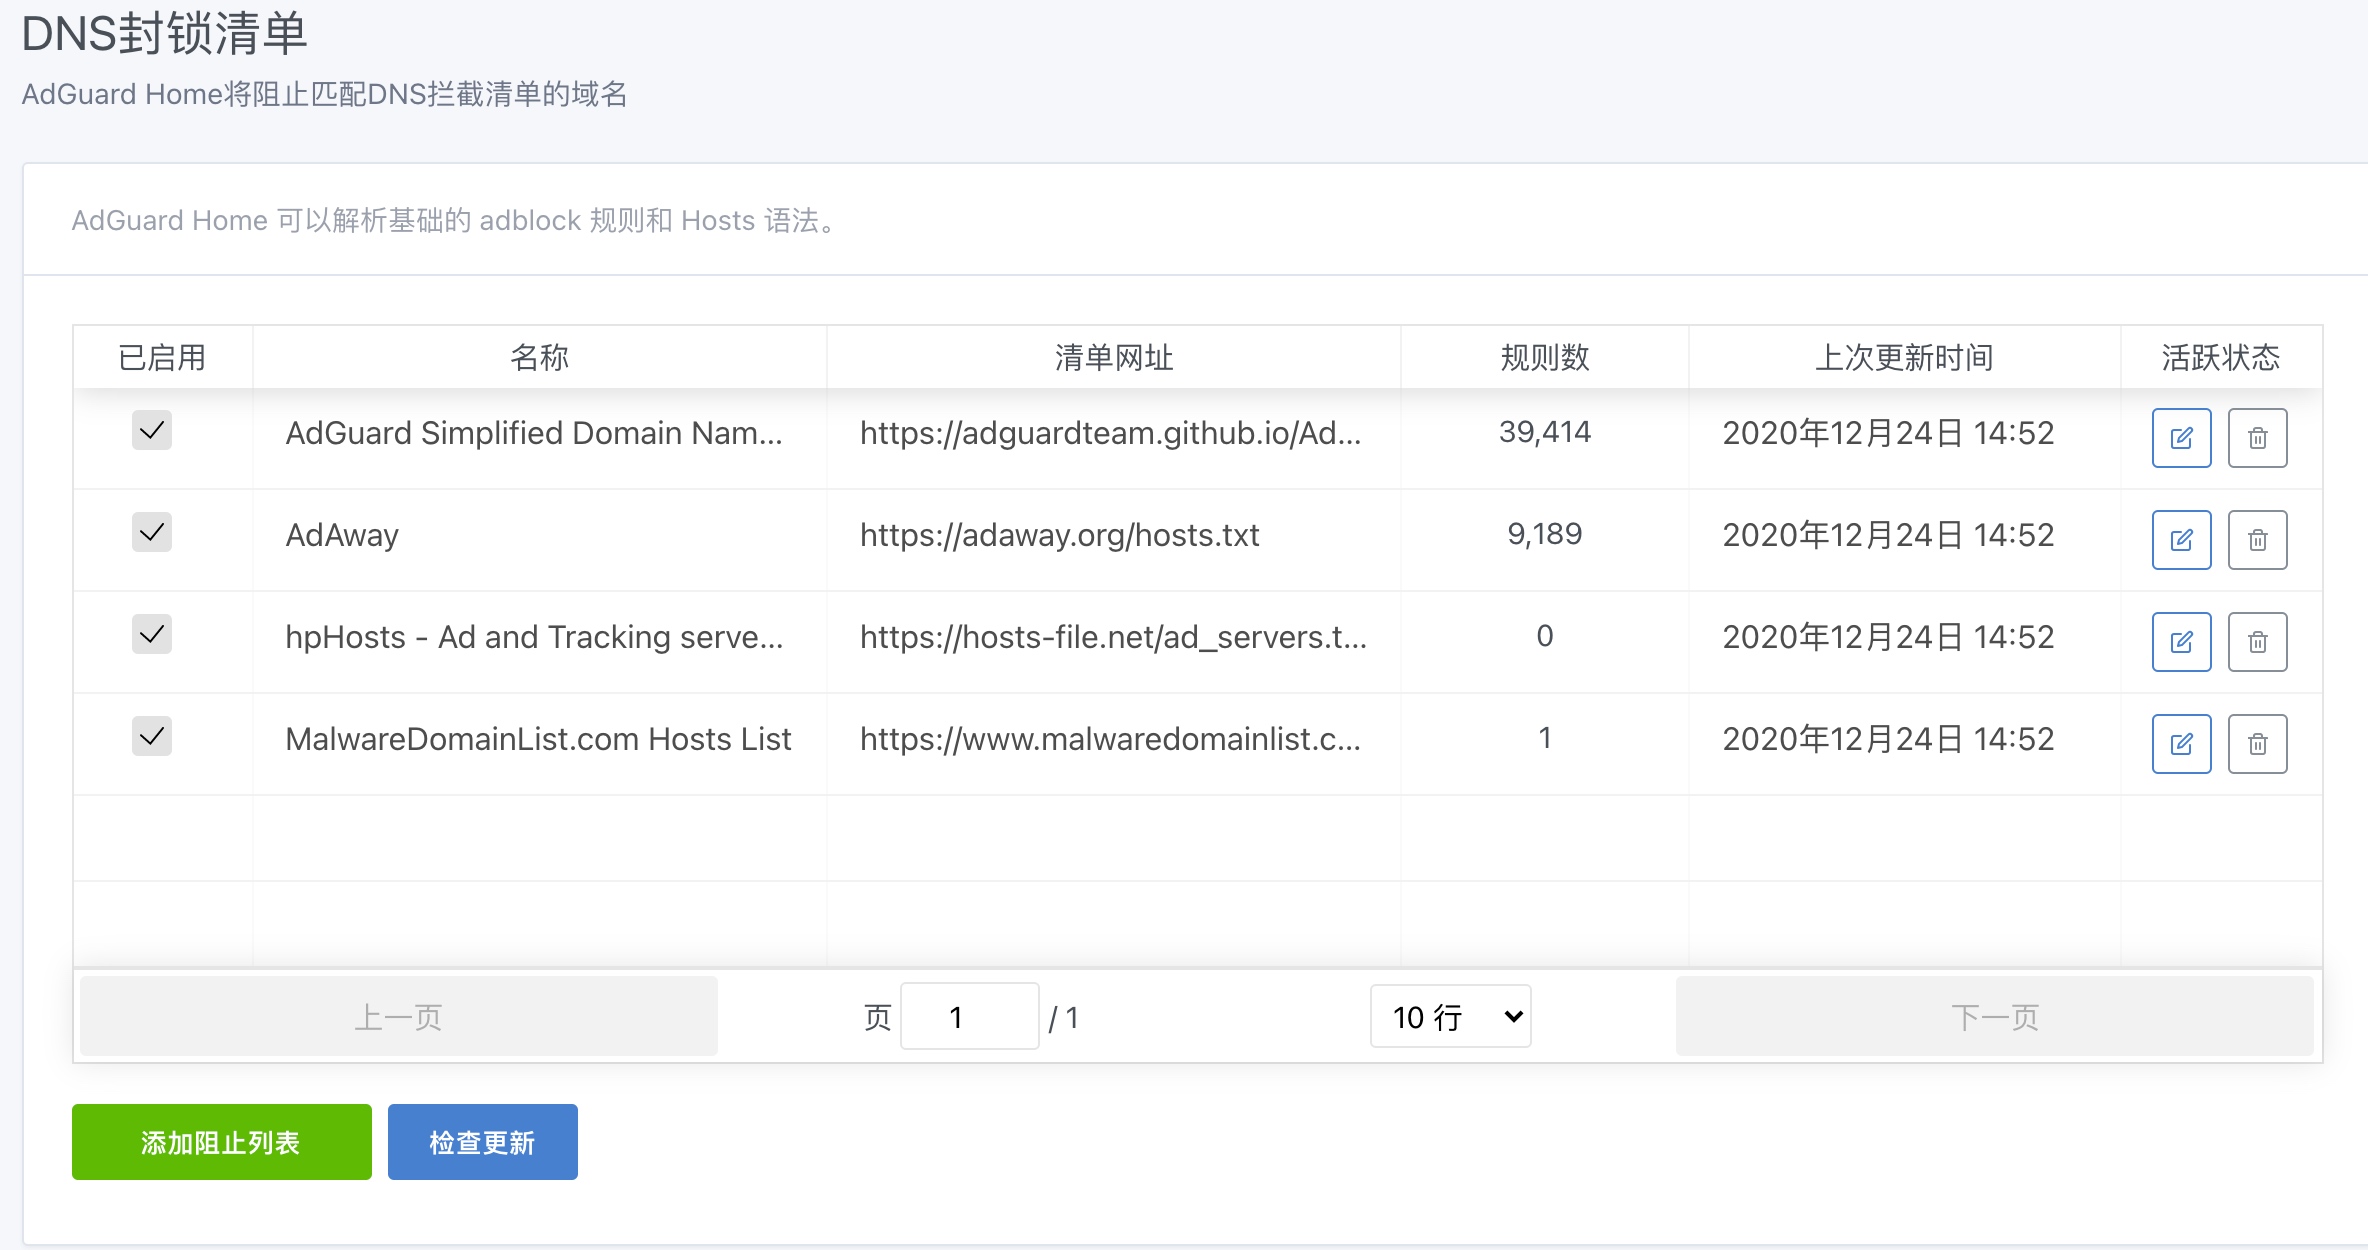 DNS封锁清单
AdGuard Home将阻止匹配DNS拦截清单的域名
AdGuard Home 可以解析基础的 adblock 规则和 Hosts 语法。
已启用 名称 清单网址 规则数 上次更新时间 活跃状态
AdGuard Simplified Domain Nam... https://adguardteam.github.io/Ad... 39,414 2020年12月24日 14:52
AdAway https://adaway.org/hosts.txt 9,189 2020年12月24日 14:52
hpHosts - Ad and Tracking serve... https://hosts-file.net/ad_servers.t... 0 2020年12月24日 14:52
MalwareDomainList.com Hosts List https://www.malwaredomainlist.c... 1 2020年12月24日 14:52
上一页 页 1 / 1 10 行 下一页
添加阻止列表 检查更新